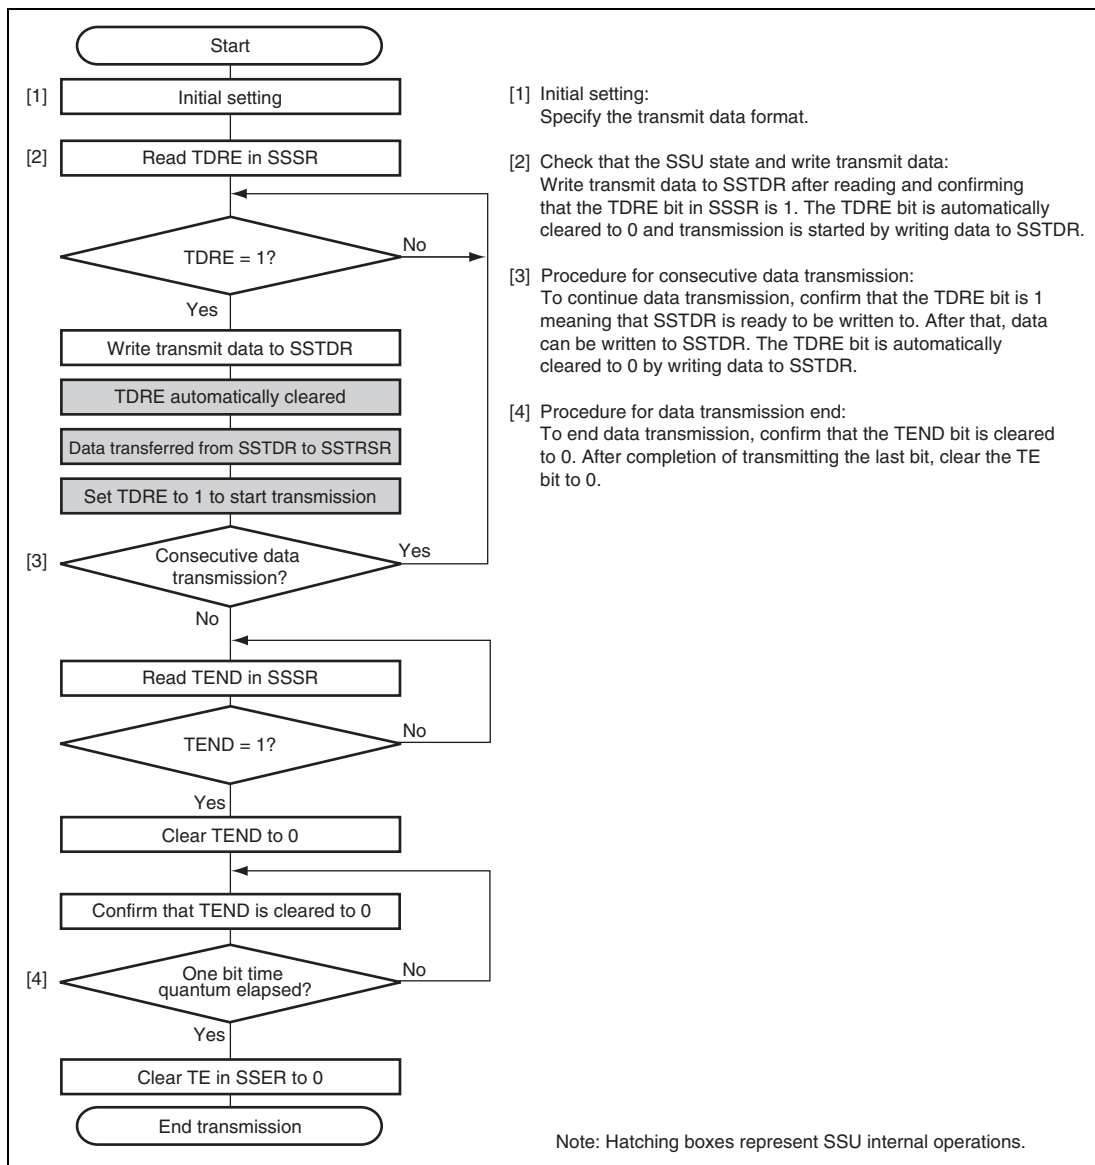 Start
[1] Initial setting
[2] Read TDRE in SSSR
TDRE = 1?
No
Yes
Write transmit data to SSTDR
TDRE automatically cleared
Data transferred from SSTDR to SSTRSR
Set TDRE to 1 to start transmission
[3] Consecutive data
transmission?
Yes
No
Read TEND in SSSR
TEND = 1?
No
Yes
Clear TEND to 0
Confirm that TEND is cleared to 0
[4] One bit time
quantum elapsed?
No
Yes
Clear TE in SSER to 0
End transmission
[1] Initial setting:
Specify the transmit data format.
[2] Check that the SSU state and write transmit data:
Write transmit data to SSTDR after reading and confirming
that the TDRE bit in SSSR is 1. The TDRE bit is automatically
cleared to 0 and transmission is started by writing data to SSTDR.
[3] Procedure for consecutive data transmission:
To continue data transmission, confirm that the TDRE bit is 1
meaning that SSTDR is ready to be written to. After that, data
can be written to SSTDR. The TDRE bit is automatically
cleared to 0 by writing data to SSTDR.
[4] Procedure for data transmission end:
To end data transmission, confirm that the TEND bit is cleared
to 0. After completion of transmitting the last bit, clear the TE
bit to 0.
Note: Hatching boxes represent SSU internal operations.